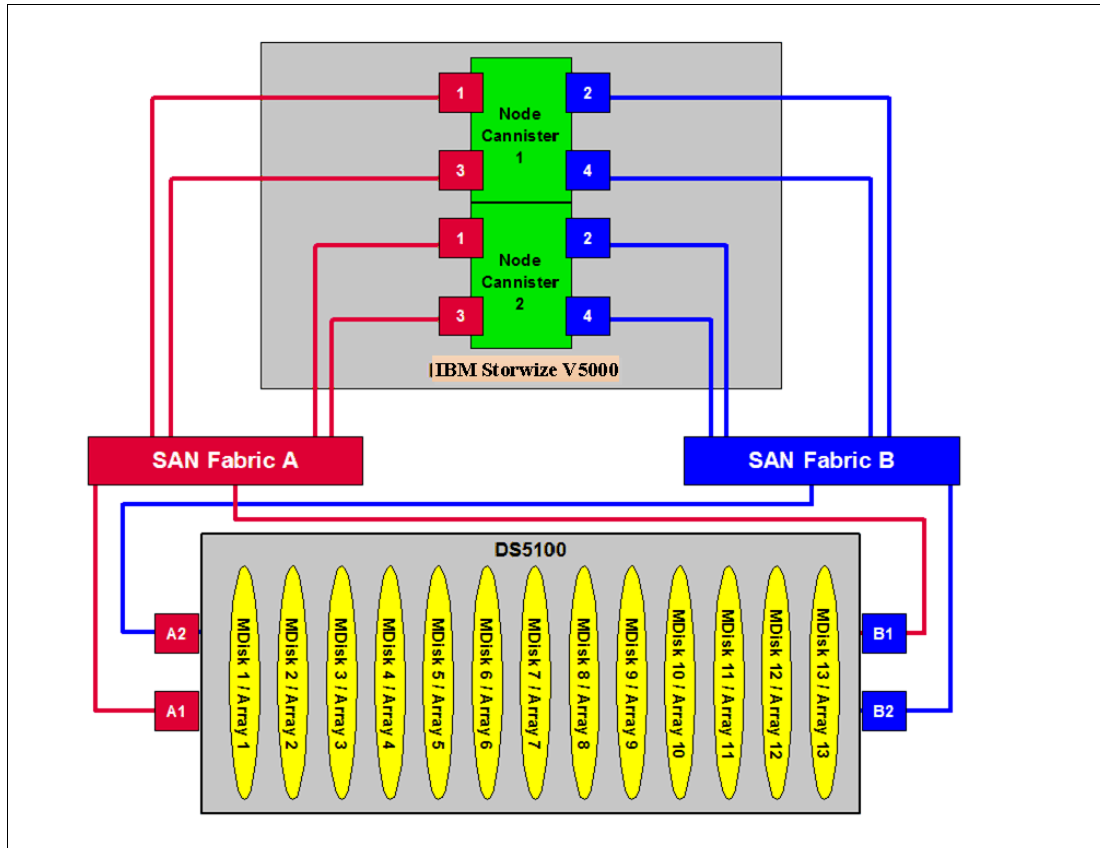 1
2
Node
Cannister
1
3
4
1
2
Node
Cannister
2
3
4
IBM Storwize V5000
SAN Fabric A
SAN Fabric B
DS5100
A2
A1
MDisk 1 / Array 1
MDisk 2 / Array 2
MDisk 3 / Array 3
MDisk 4 / Array 4
MDisk 5 / Array 5
MDisk 6 / Array 6
MDisk 7 / Array 7
MDisk 8 / Array 8
MDisk 9 / Array 9
MDisk 10 / Array 10
MDisk 11 / Array 11
MDisk 12 / Array 12
MDisk 13 / Array 13
B1
B2